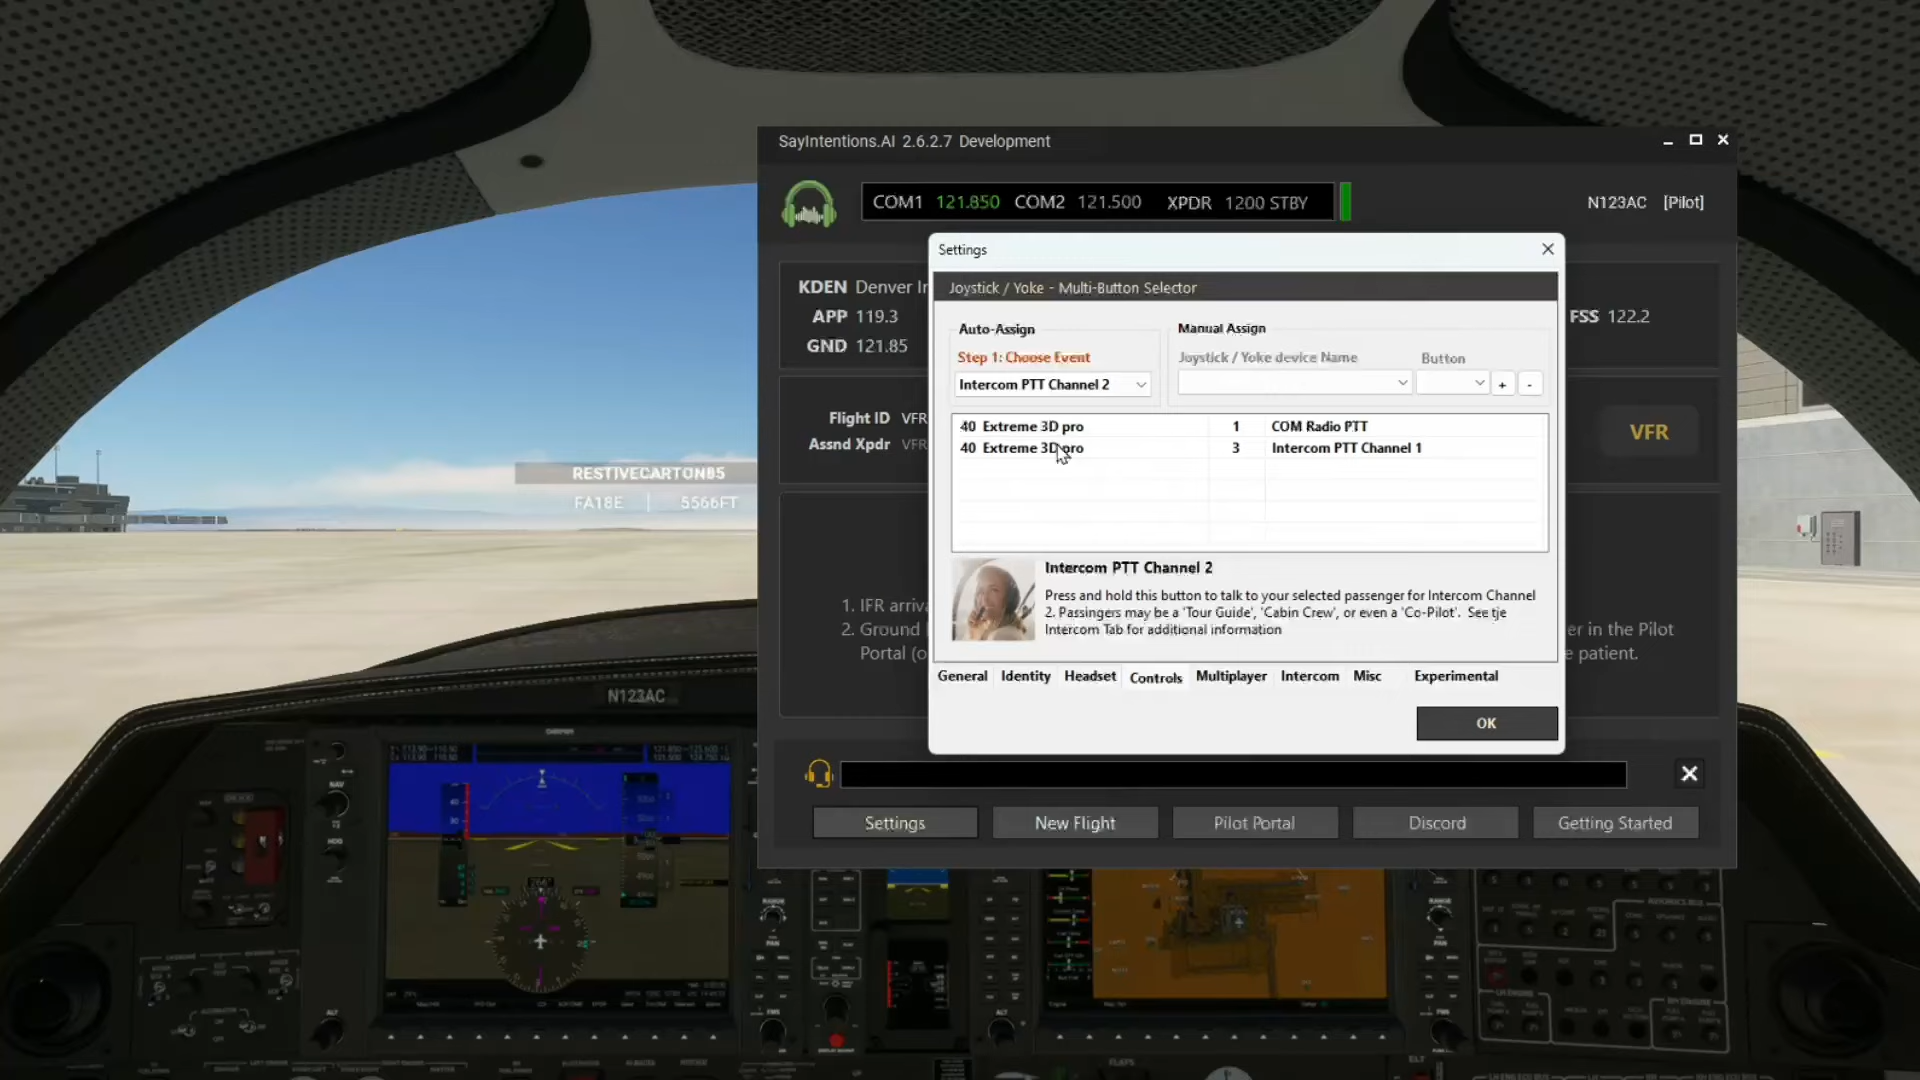 SayIntentions.AI 2.6.2.7 Development
COM1 121.850 COM2 121.500 XPDR 1200 STBY
N123AC [Pilot]
Settings
Joystick / Yoke - Multi-Button Selector
KDEN Denver In
APP 119.3
GND 121.85
FSS 122.2
Auto-Assign
Step 1: Choose Event
Intercom PTT Channel 2
Manual Assign
Joystick / Yoke device Name
Button
+
-
40 Extreme 3D pro 1 COM Radio PTT
40 Extreme 3D pro 3 Intercom PTT Channel 1
Flight ID VFR
Assnd Xpdr VFR
VFR
RESTIVECARTON85
FA18E | 5566FT
Intercom PTT Channel 2
Press and hold this button to talk to your selected passenger for Intercom Channel
2. Passingers may be a 'Tour Guide', 'Cabin Crew', or even a 'Co-Pilot'. See tje
Intercom Tab for additional information
1. IFR arriva
2. Ground
Portal (o
er in the Pilot
e patient.
General Identity Headset Controls Multiplayer Intercom Misc Experimental
OK
Settings New Flight Pilot Portal Discord Getting Started
N123AC
NAV
ALT
ALT
FLAPS
ELT